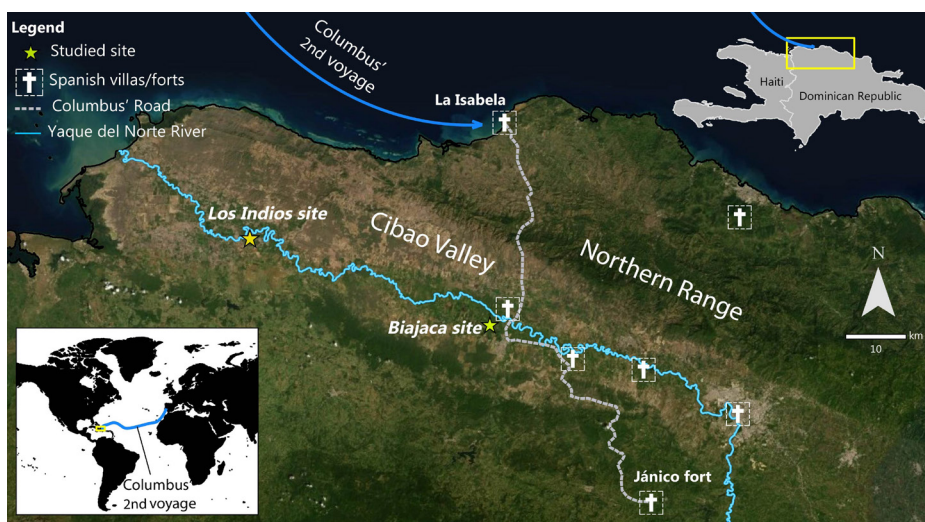 Legend
Studied site
Spanish villas/forts
Columbus' Road
Yaque del Norte River
Columbus'
2nd voyage
La Isabela
Haiti
Dominican Republic
Los Indios site
Cibao Valley
Northern Range
N
km
10
Biajaca site
Jánico fort
Columbus'
2nd voyage